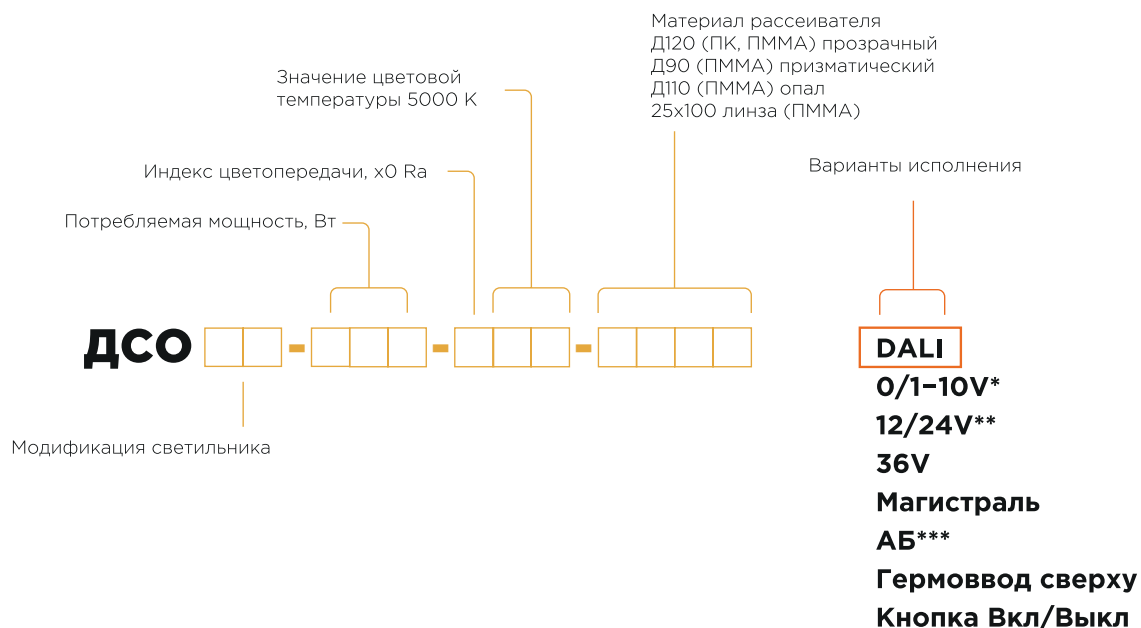 Материал рассеивателя
Д120 (ПК, ПММА) прозрачный
Д90 (ПММА) призматический
Д110 (ПММА) опал
25х100 линза (ПММА)
Значение цветовой
температуры 5000 К
Индекс цветопередачи, х0 Ra
Варианты исполнения
Потребляемая мощность, Вт
ДСО - - - DALI
0/1–10V*
12/24V**
36V
Магистраль
АБ***
Гермоввод сверху
Кнопка Вкл/Выкл
Модификация светильника